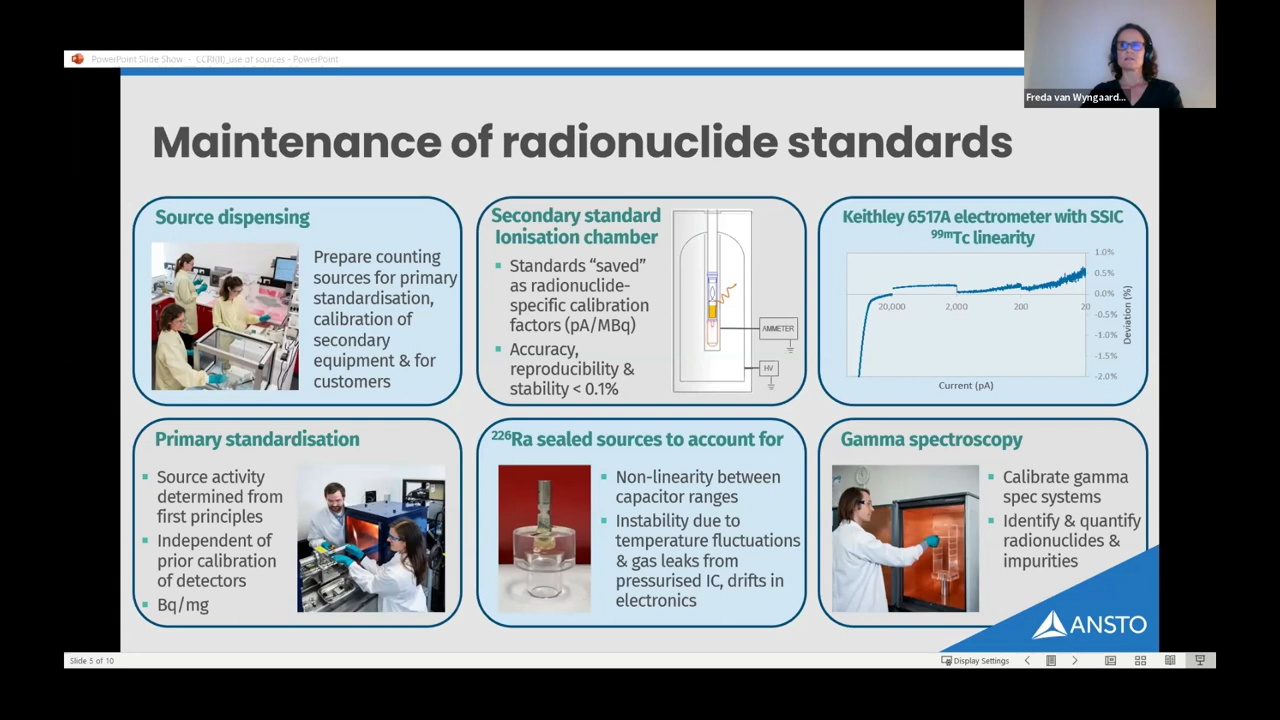 PowerPoint Slide Show - CCRI(II)_use of sources - PowerPoint
Freda van Wyngaard...
Maintenance of radionuclide standards
Source dispensing
Prepare counting
sources for primary
standardisation,
calibration of
secondary
equipment & for
customers
Secondary standard
Ionisation chamber
Standards “saved”
as radionuclide-
specific calibration
factors (pA/MBq)
Accuracy,
reproducibility &
stability < 0.1%
AMMETER
HV
Keithley 6517A electrometer with SSIC
⁹⁹ᵐTc linearity
1.0%
0.5%
0.0%
-0.5%
-1.0%
-1.5%
-2.0%
20,000
2,000
200
20
Deviation (%)
Current (pA)
Primary standardisation
Source activity
determined from
first principles
Independent of
prior calibration
of detectors
Bq/mg
²²⁶Ra sealed sources to account for
Non-linearity between
capacitor ranges
Instability due to
temperature fluctuations
& gas leaks from
pressurised IC, drifts in
electronics
Gamma spectroscopy
Calibrate gamma
spec systems
Identify & quantify
radionuclides &
impurities
ANSTO
Slide 5 of 10
Display Settings